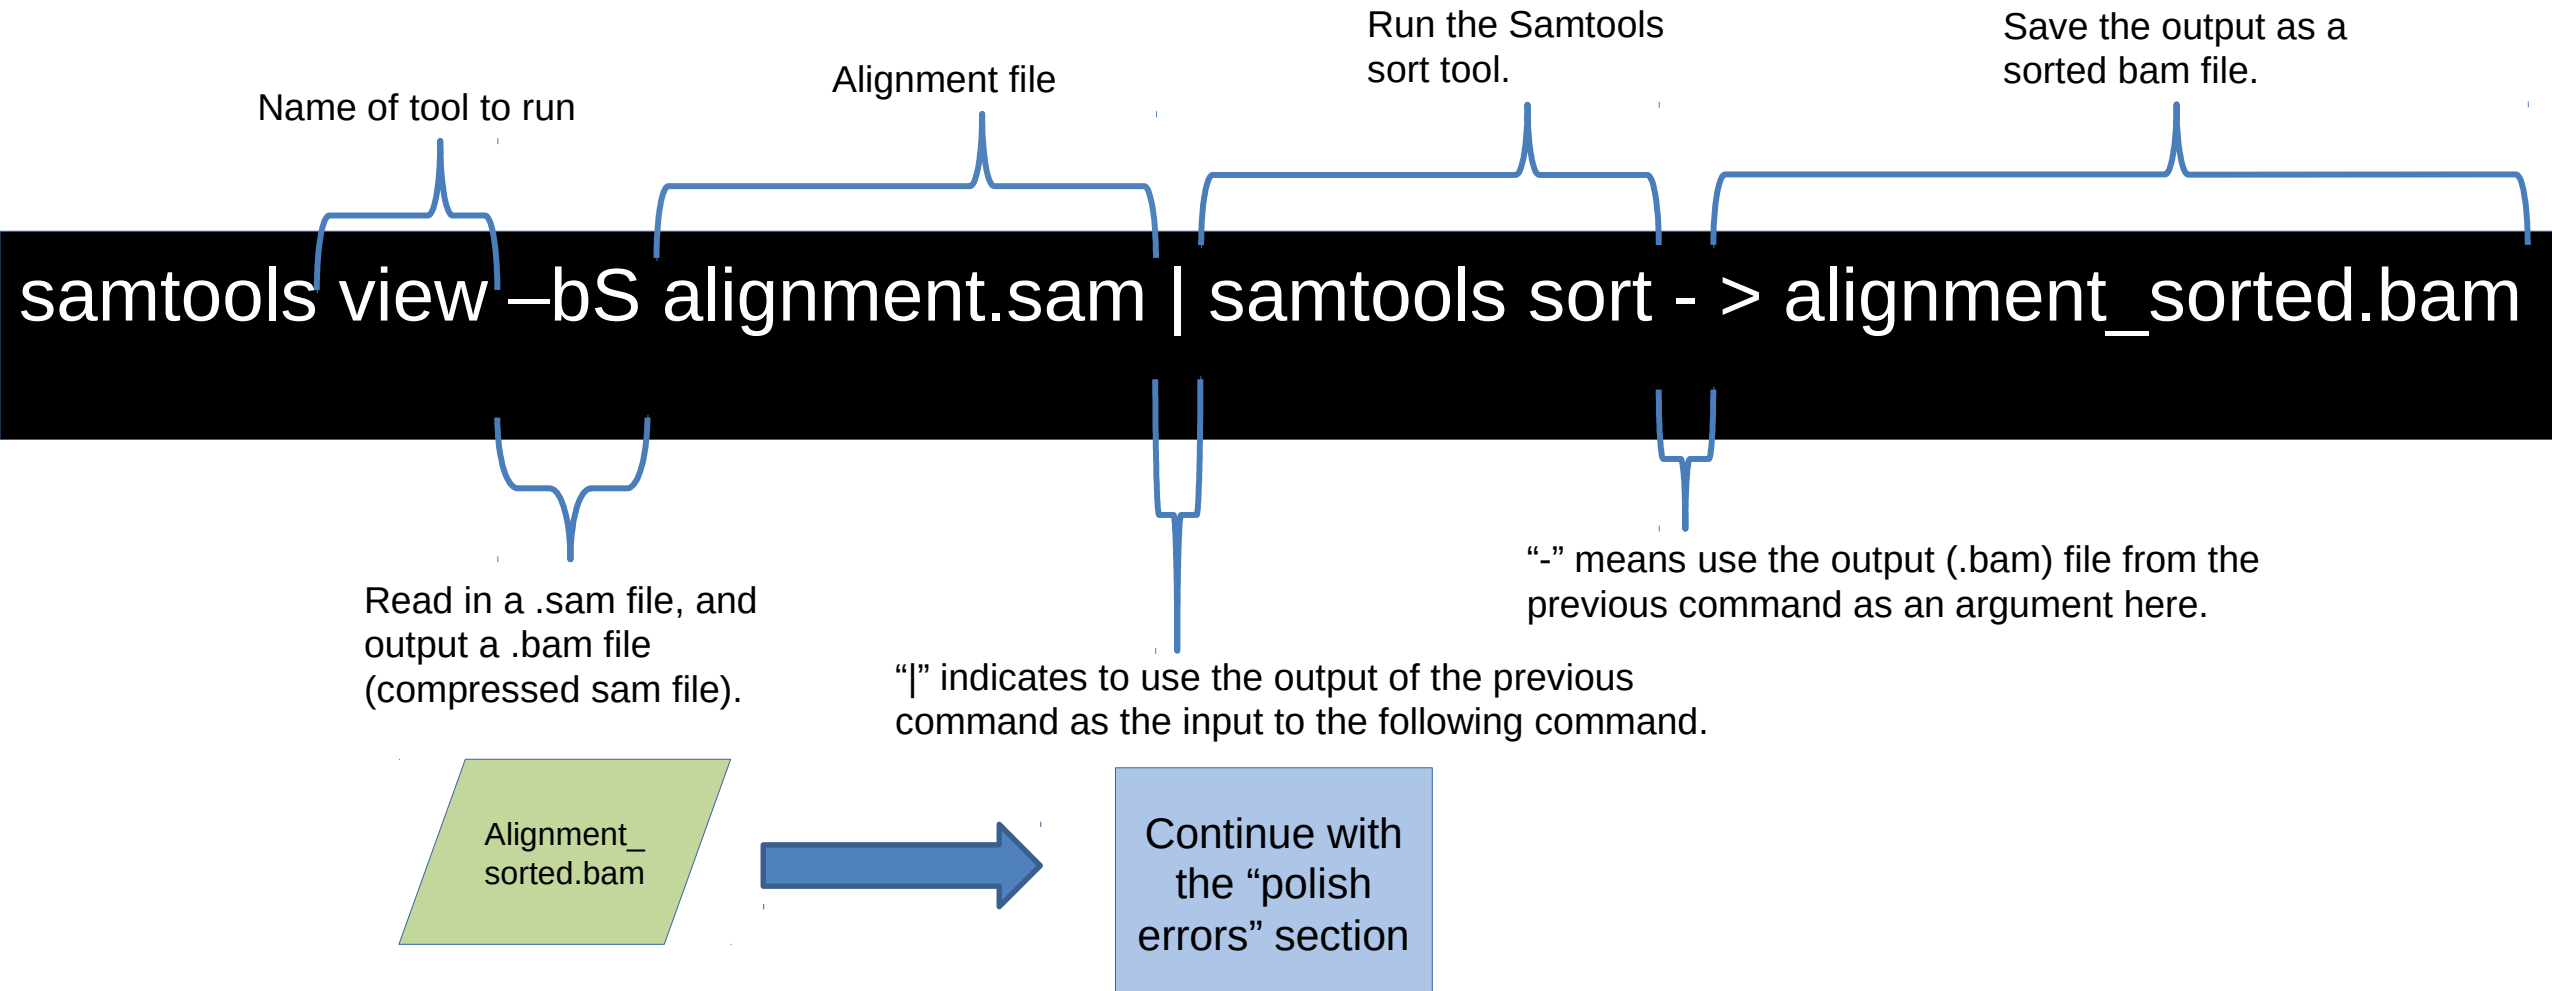 Run the Samtools
sort tool.
Save the output as a
sorted bam file.
Alignment file
Name of tool to run
samtools view –bS alignment.sam | samtools sort - > alignment_sorted.bam
Read in a .sam file, and
output a .bam file
(compressed sam file).
“-” means use the output (.bam) file from the
previous command as an argument here.
“|” indicates to use the output of the previous
command as the input to the following command.
Alignment_
sorted.bam
Continue with
the “polish
errors” section